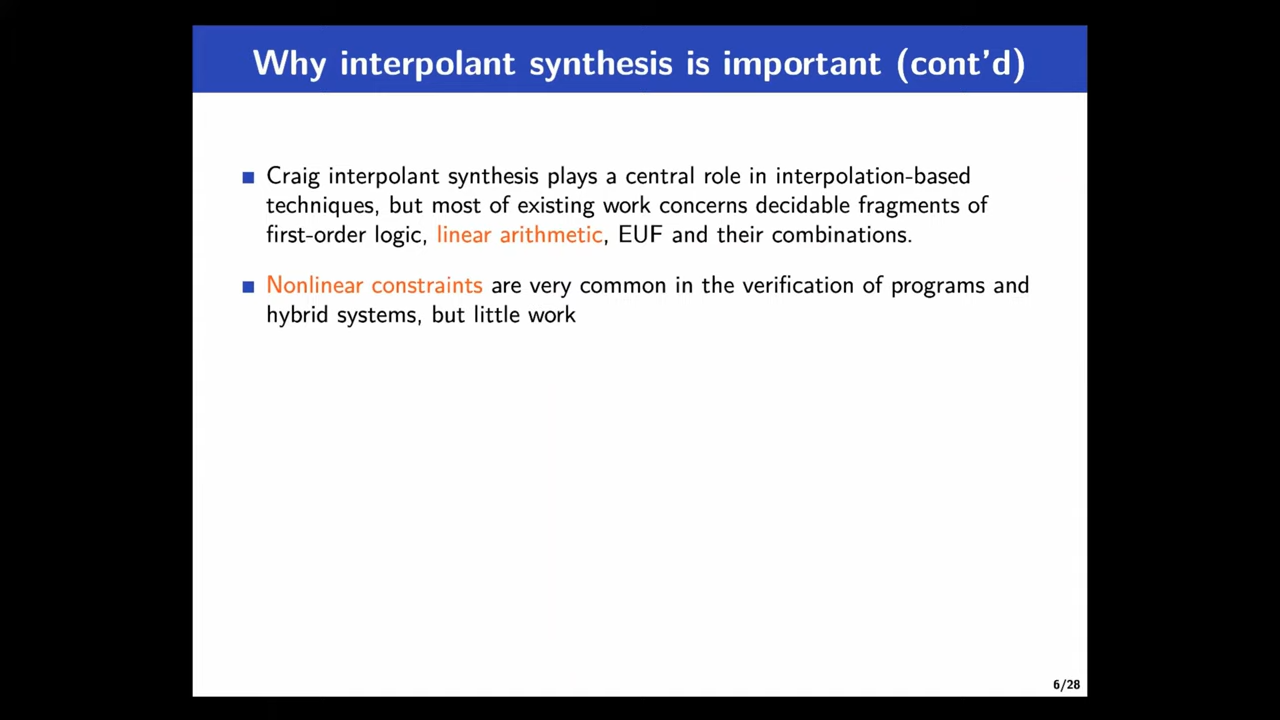 Why interpolant synthesis is important (cont'd)
Craig interpolant synthesis plays a central role in interpolation-based
techniques, but most of existing work concerns decidable fragments of
first-order logic, linear arithmetic, EUF and their combinations.
Nonlinear constraints are very common in the verification of programs and
hybrid systems, but little work
6/28